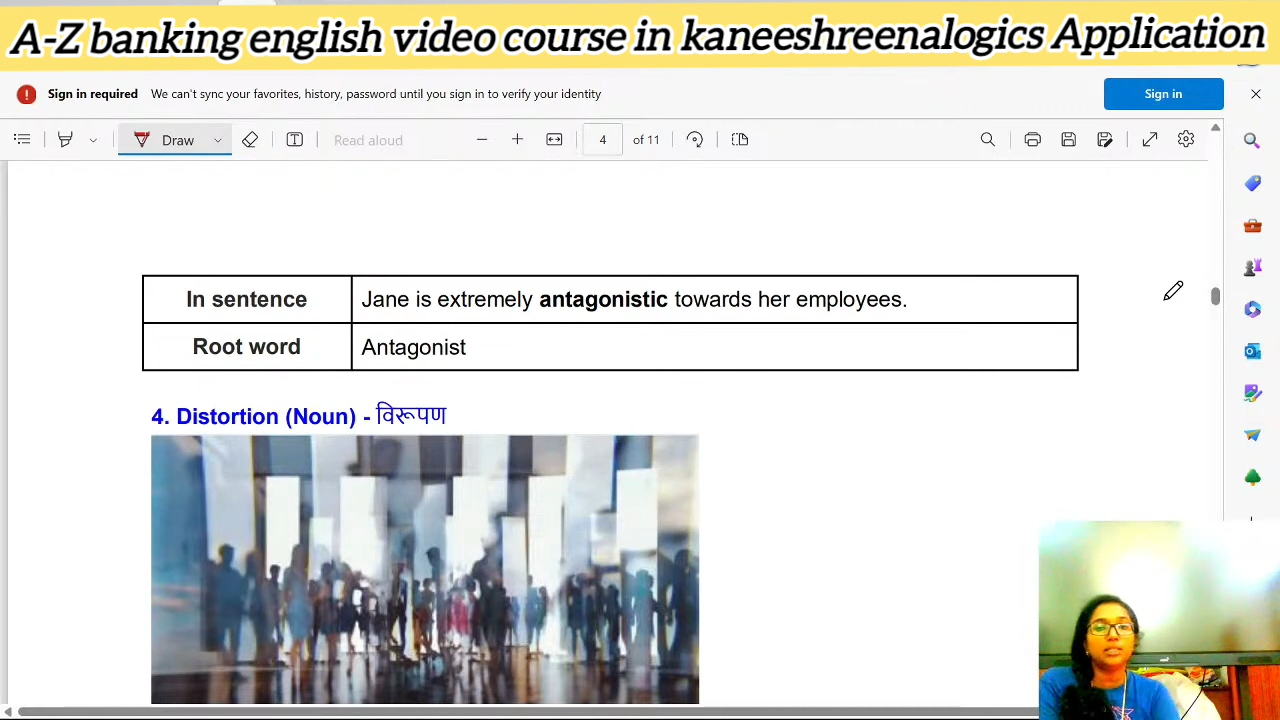 A-Z banking english video course in kaneeshreenalogics Application
Sign in required We can't sync your favorites, history, password until you sign in to verify your identity
Sign in
Draw
Read aloud
4 of 11
In sentence Jane is extremely antagonistic towards her employees.
Root word Antagonist
4. Distortion (Noun) - विरूपण